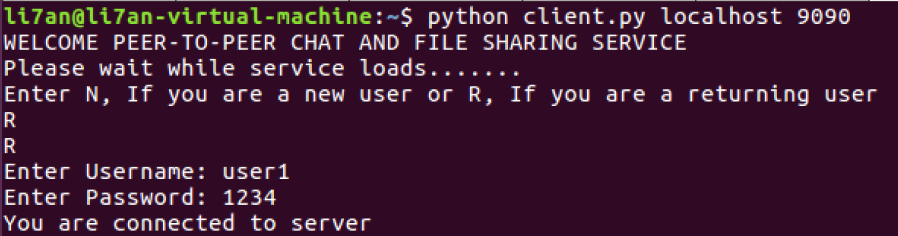 li7an@li7an-virtual-machine:~$ python client.py localhost 9090
WELCOME PEER-TO-PEER CHAT AND FILE SHARING SERVICE
Please wait while service loads.......
Enter N, If you are a new user or R, If you are a returning user
R
R
Enter Username: user1
Enter Password: 1234
You are connected to server